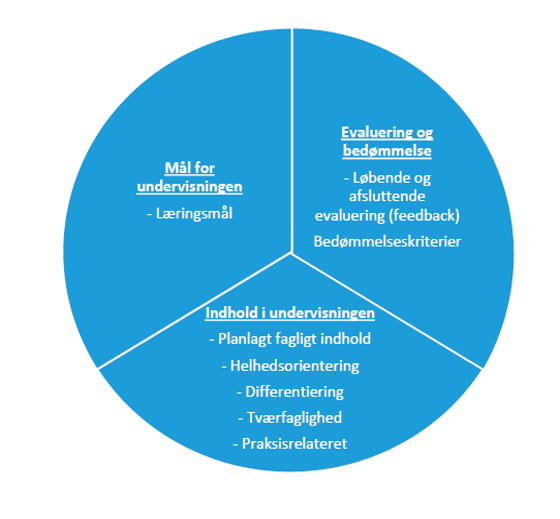 Mål for
undervisningen
- Læringsmål
Evaluering og
bedømmelse
- Løbende og
afsluttende
evaluering (feedback)
Bedømmelseskriterier
Indhold i undervisningen
- Planlagt fagligt indhold
- Helhedsorientering
- Differentiering
- Tværfaglighed
- Praksisrelateret